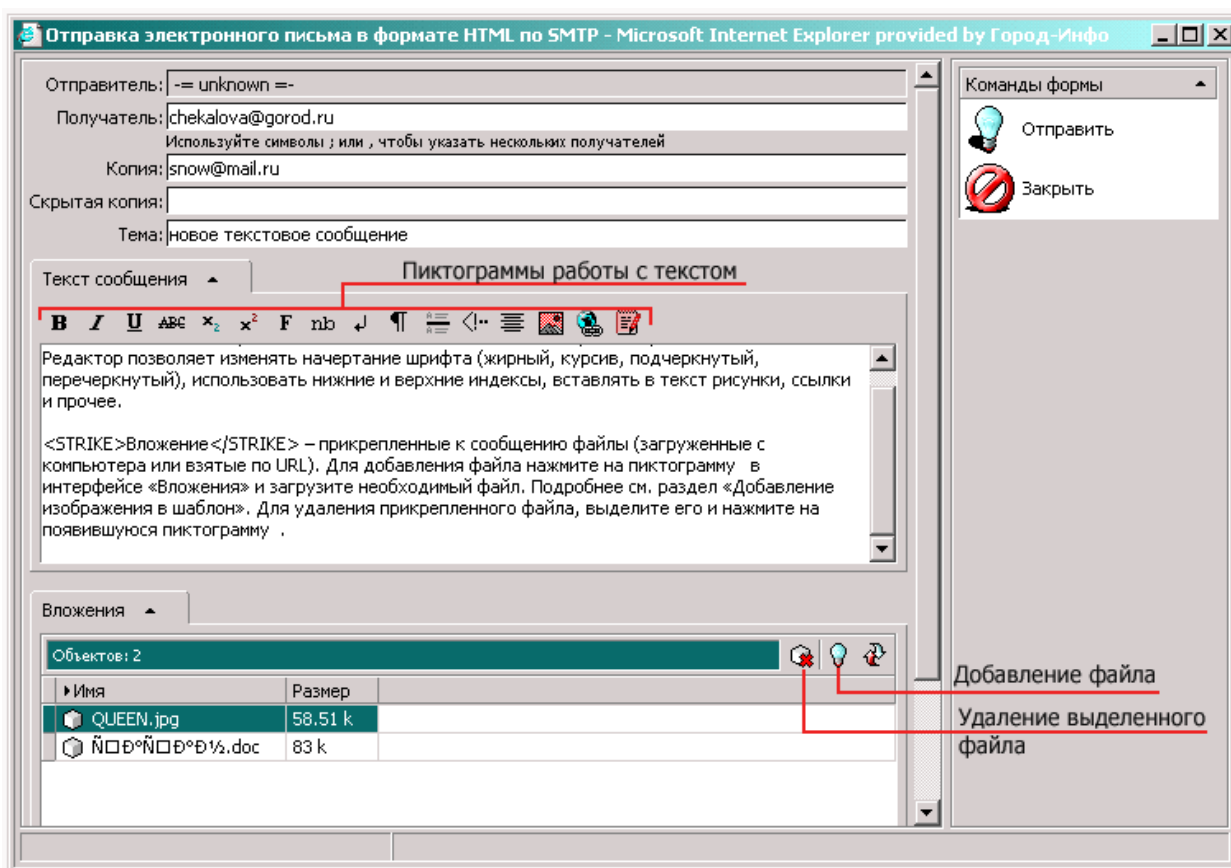 Отправка электронного письма в формате HTML по SMTP - Microsoft Internet Explorer provided by Город-Инфо
Отправитель: -= unknown =-
Получатель: chekalova@gorod.ru
Используйте символы ; или , чтобы указать нескольких получателей
Копия: snow@mail.ru
Скрытая копия:
Тема: новое текстовое сообщение
Команды формы
Отправить
Закрыть
Текст сообщения
Пиктограммы работы с текстом
B I U ABC x₂ x² F nb ↲ ¶
Редактор позволяет изменять начертание шрифта (жирный, курсив, подчеркнутый,
перечеркнутый), использовать нижние и верхние индексы, вставлять в текст рисунки, ссылки
и прочее.
<STRIKE>Вложение</STRIKE> – прикрепленные к сообщению файлы (загруженные с
компьютера или взятые по URL). Для добавления файла нажмите на пиктограмму   в
интерфейсе «Вложения» и загрузите необходимый файл. Подробнее см. раздел «Добавление
изображения в шаблон». Для удаления прикрепленного файла, выделите его и нажмите на
появившуюся пиктограмму  .
Вложения
Объектов: 2
Имя Размер
QUEEN.jpg 58.51 k
Ñ□Ð°Ñ□Ð°Ð½.doc 83 k
Добавление файла
Удаление выделенного
файла